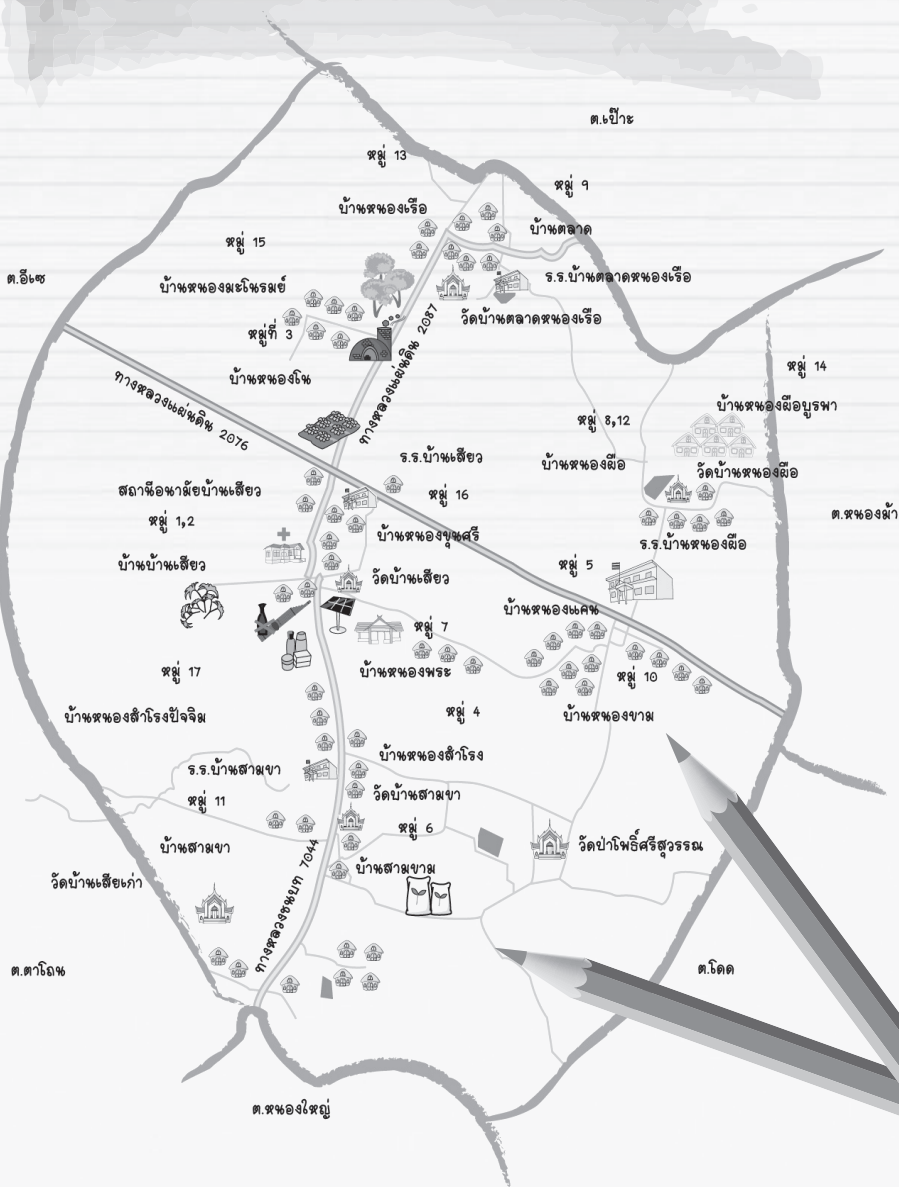 ต.เป๊าะ
หมู่ 13
หมู่ 9
บ้านหนองเรือ
บ้านตลาด
หมู่ 15
ต.อีเซ
ร.ร.บ้านตลาดหนองเรือ
บ้านหนองมะโนรมย์
วัดบ้านตลาดหนองเรือ
หมู่ที่ 3
ทางหลวงแผ่นดิน 2087
หมู่ 14
บ้านหนองโน
ทางหลวงแผ่นดิน 2076
บ้านหนองผือบูรพา
หมู่ 8,12
ร.ร.บ้านเสียว
บ้านหนองผือ
วัดบ้านหนองผือ
สถานีอนามัยบ้านเสียว
หมู่ 16
หมู่ 1,2
ต.หนองม้า
บ้านหนองขุนศรี
ร.ร.บ้านหนองผือ
บ้านบ้านเสียว
หมู่ 5
วัดบ้านเสียว
บ้านหนองแคน
หมู่ 7
หมู่ 17
บ้านหนองพระ
หมู่ 10
บ้านหนองสำโรงปัจจิม
หมู่ 4
บ้านหนองขาม
บ้านหนองสำโรง
ร.ร.บ้านสามขา
วัดบ้านสามขา
หมู่ 11
หมู่ 6
บ้านสามขา
วัดป่าโพธิ์ศรีสุวรรณ
บ้านสามขาม
วัดบ้านเสียเก่า
ทางหลวงชนบท 7044
ต.ตาโถน
ต.โดด
ต.หนองใหญ่